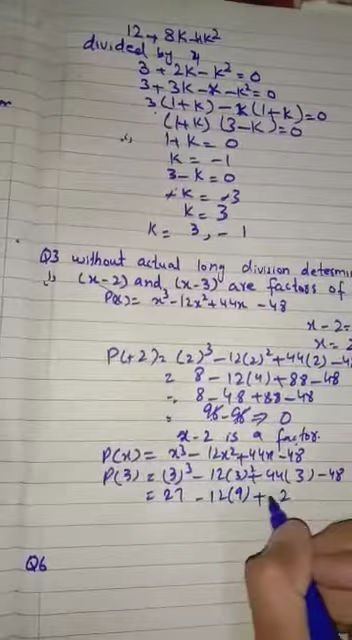 12 + 8K - 4K²
divided by 4
3 + 2K - K² = 0
3 + 3K - K - K² = 0
3(1+K) - K(1+K) = 0
(1+K) (3-K) = 0
1 + K = 0
K = -1
3 - K = 0
-K = -3
K = 3
K = 3, -1
Q3 without actual long division determin
(x-2) and (x-3) are factors of
P(x) = x³ - 12x² + 44x - 48
x - 2 =
x = 2
P(+2) = (2)³ - 12(2)² + 44(2) - 48
= 8 - 12(4) + 88 - 48
= 8 - 48 + 88 - 48
= 96 - 96 ⇒ 0
x - 2 is a factor.
P(x) = x³ - 12x² + 44x - 48
P(3) = (3)³ - 12(3)² + 44(3) - 48
= 27 - 12(9) + 2
Q6